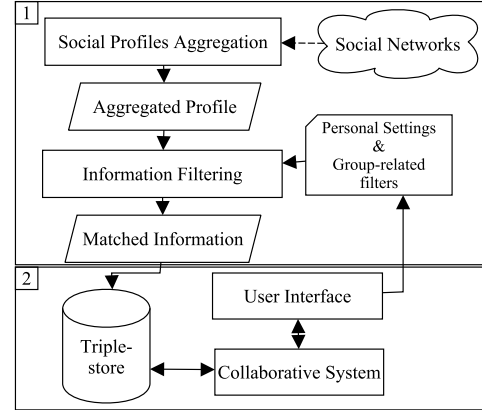 1
Social Profiles Aggregation
Social Networks
Aggregated Profile
Personal Settings
&
Group-related
filters
Information Filtering
Matched Information
2
User Interface
Triple-
store
Collaborative System